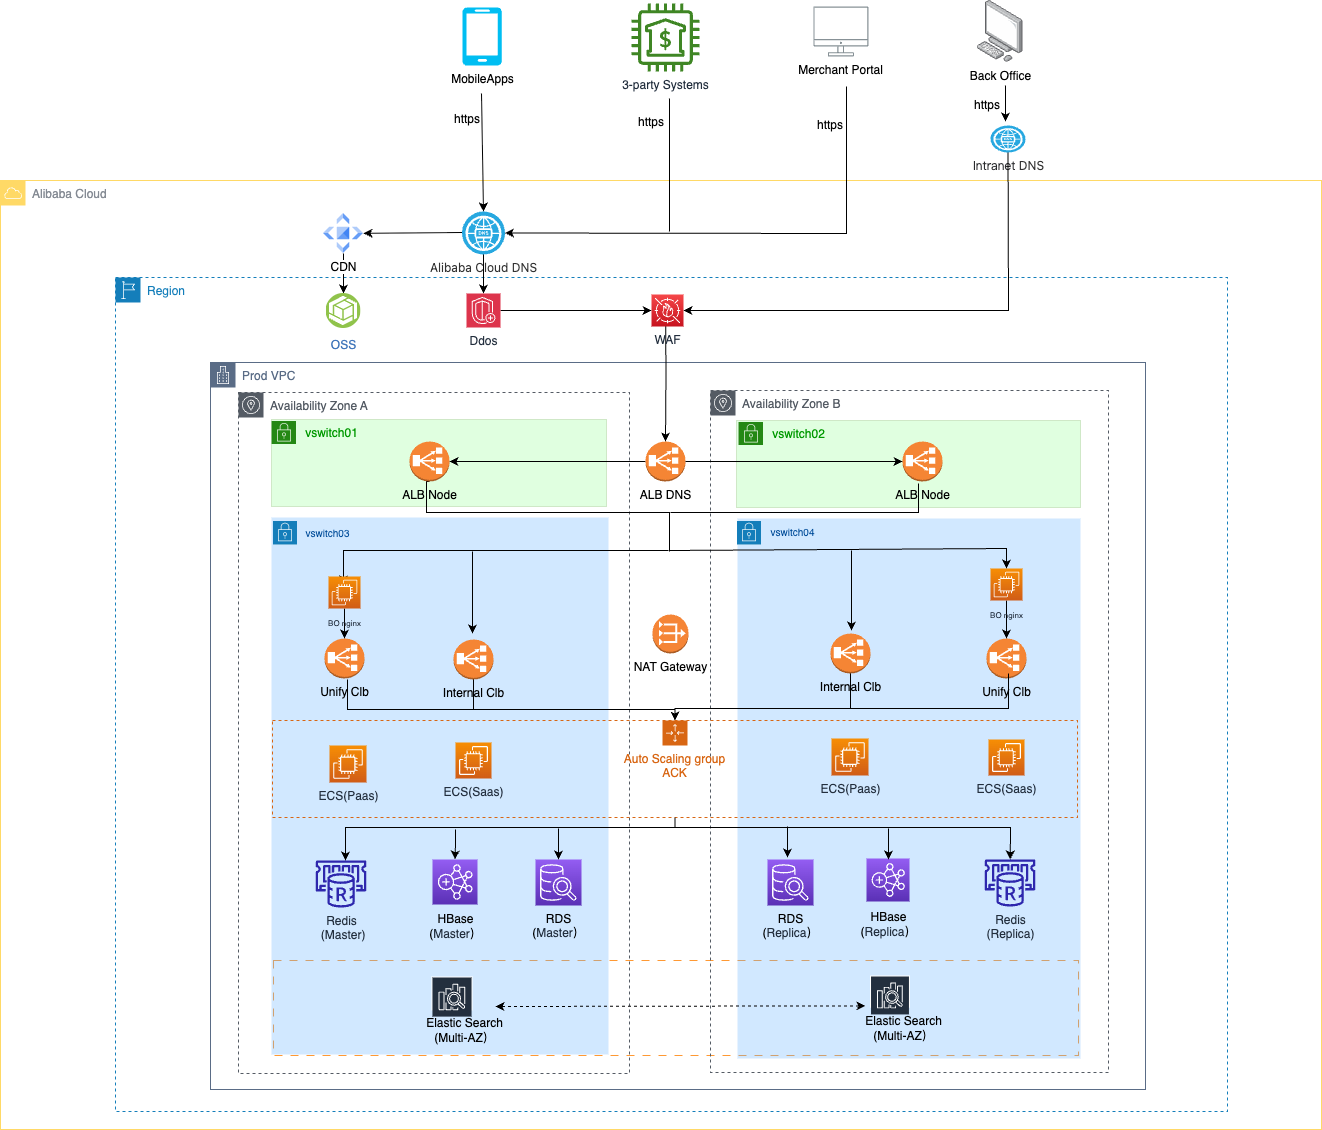 MobileApps
3-party Systems
Merchant Portal
Back Office
https
https
https
https
Intranet DNS
Alibaba Cloud
DNS
CDN
Alibaba Cloud DNS
Region
OSS
Ddos
WAF
Prod VPC
Availability Zone A
Availability Zone B
vswitch01
vswitch02
ALB Node
ALB DNS
ALB Node
vswitch03
vswitch04
BO nginx
BO nginx
NAT Gateway
Unify Clb
Internal Clb
Internal Clb
Unify Clb
Auto Scaling group
ACK
ECS(Paas)
ECS(Saas)
ECS(Paas)
ECS(Saas)
R
R
Redis
(Master)
HBase
(Master)
RDS
(Master)
RDS
(Replica)
HBase
(Replica)
Redis
(Replica)
Elastic Search
(Multi-AZ)
Elastic Search
(Multi-AZ)